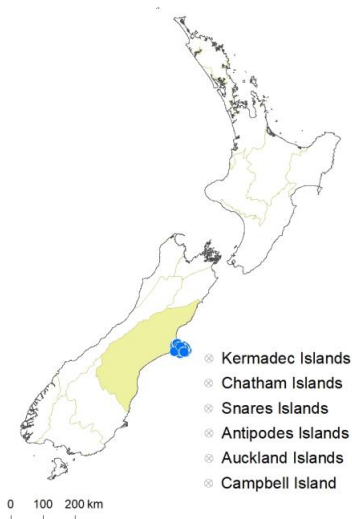 Kermadec Islands
Chatham Islands
Snares Islands
Antipodes Islands
Auckland Islands
Campbell Island
0 100 200 km